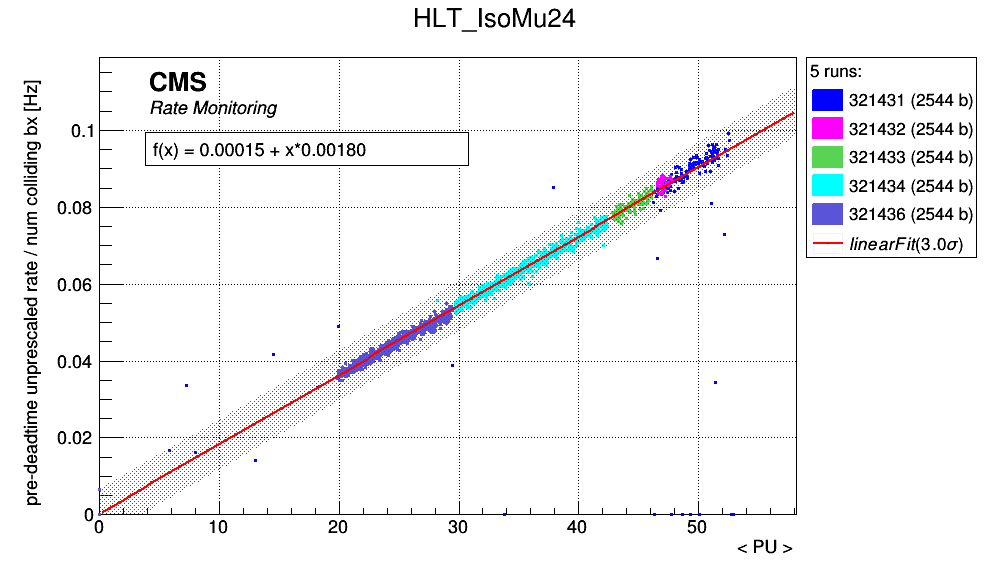 HLT_IsoMu24
CMS
Rate Monitoring
f(x) = 0.00015 + x*0.00180
pre-deadtime unprescaled rate / num colliding bx [Hz]
0.1
0.08
0.06
0.04
0.02
0
0 10 20 30 40 50
< PU >
5 runs:
321431 (2544 b)
321432 (2544 b)
321433 (2544 b)
321434 (2544 b)
321436 (2544 b)
linearFit(3.0σ)